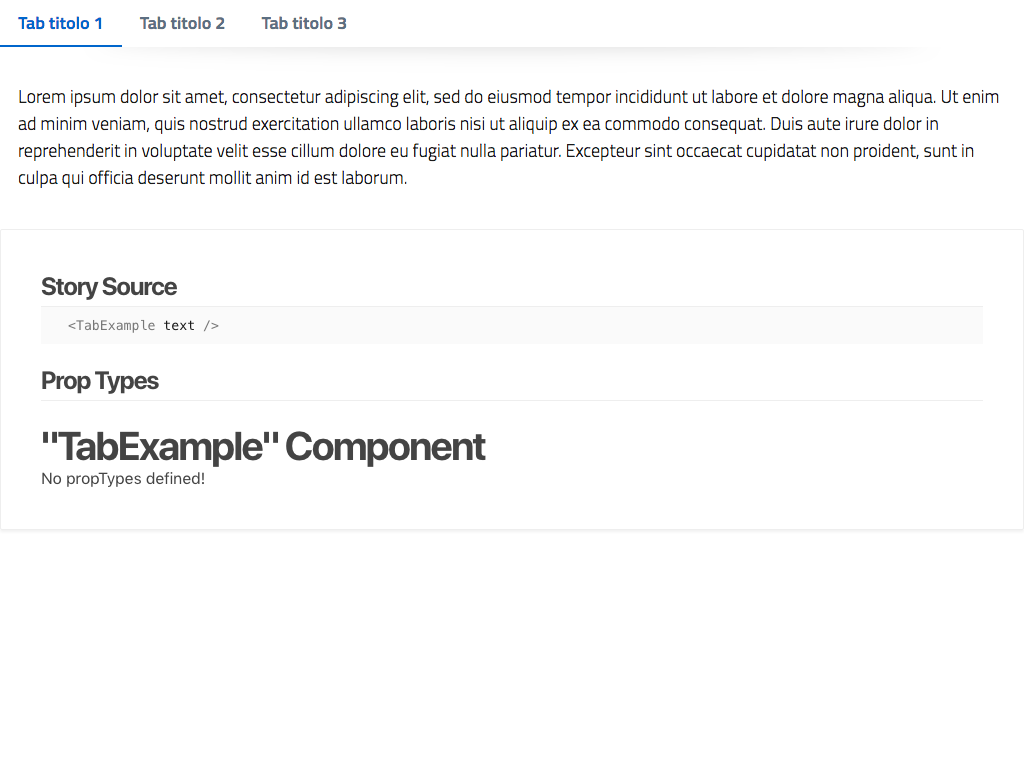 Tab titolo 1 Tab titolo 2 Tab titolo 3
Lorem ipsum dolor sit amet, consectetur adipiscing elit, sed do eiusmod tempor incididunt ut labore et dolore magna aliqua. Ut enim
ad minim veniam, quis nostrud exercitation ullamco laboris nisi ut aliquip ex ea commodo consequat. Duis aute irure dolor in
reprehenderit in voluptate velit esse cillum dolore eu fugiat nulla pariatur. Excepteur sint occaecat cupidatat non proident, sunt in
culpa qui officia deserunt mollit anim id est laborum.
Story Source
<TabExample text />
Prop Types
"TabExample" Component
No propTypes defined!